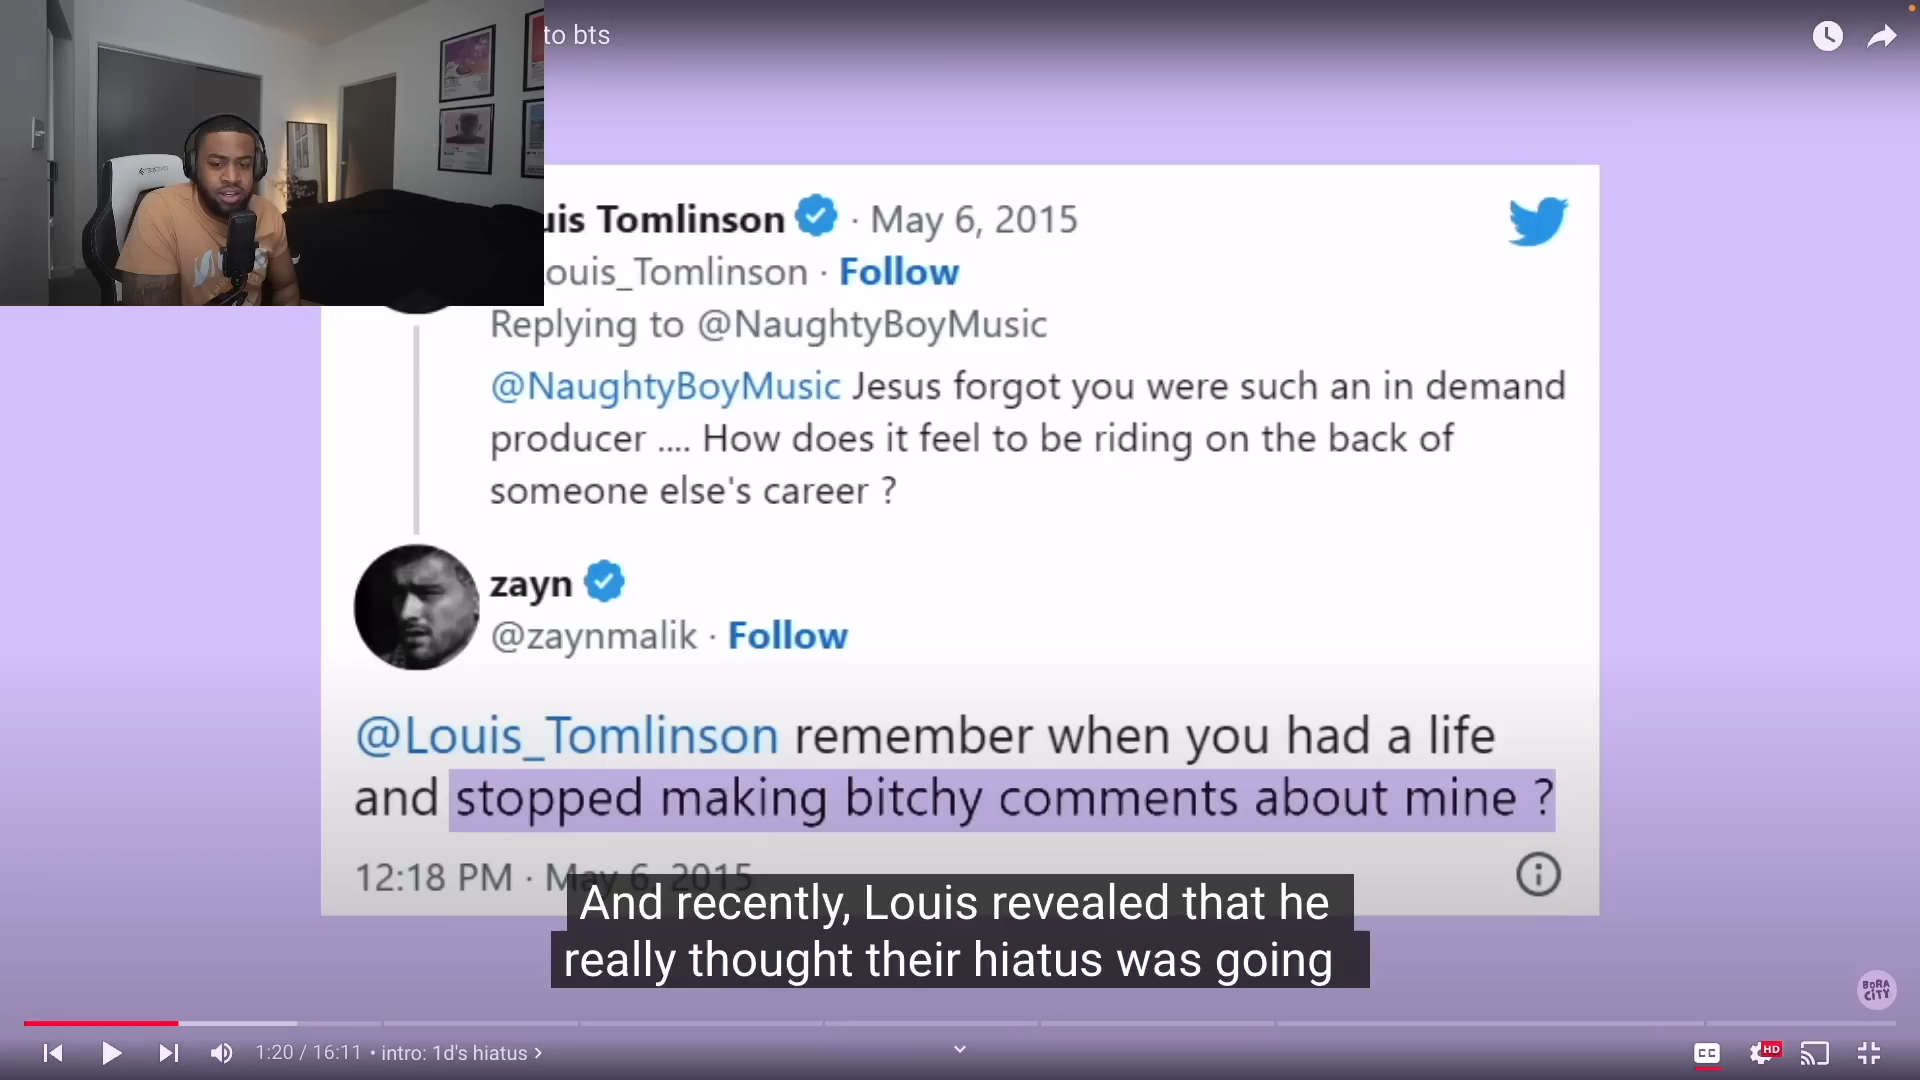 to bts
uis Tomlinson · May 6, 2015
ouis_Tomlinson · Follow
Replying to @NaughtyBoyMusic
@NaughtyBoyMusic Jesus forgot you were such an in demand
producer .... How does it feel to be riding on the back of
someone else's career ?
zayn
@zaynmalik · Follow
@Louis_Tomlinson remember when you had a life
and stopped making bitchy comments about mine ?
12:18 PM · May 6, 2015
And recently, Louis revealed that he
really thought their hiatus was going
BORA
CITY
1:20 / 16:11 • intro: 1d's hiatus >
CC
HD